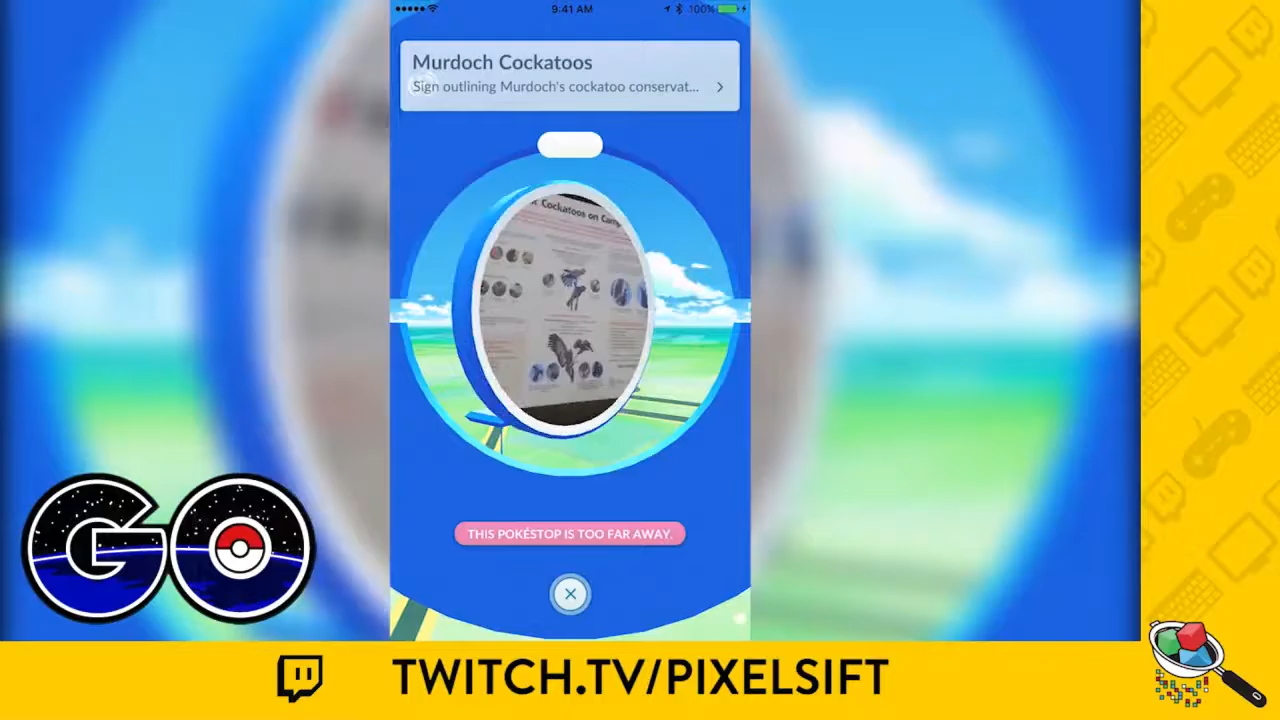 9:41 AM
100%
Murdoch Cockatoos
Sign outlining Murdoch's cockatoo conservat...
Cockatoos on Camp
THIS POKÉSTOP IS TOO FAR AWAY.
GO
TWITCH.TV/PIXELSIFT